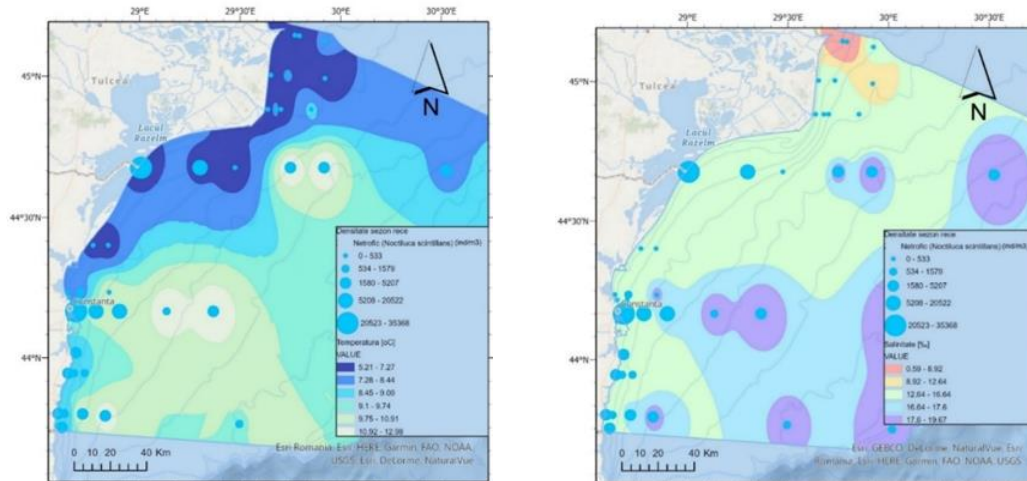 29°E 29°30'E 30°E 30°30'E
45°N
Tulcea
Lacul
Razelm
N
44°30'N
Constanta
44°N
Densitate sezon rece
Netrofic (Noctiluca scintillans) (ind/m3)
0 - 533
534 - 1579
1580 - 5207
5208 - 20522
20523 - 35368
Temperatura [oC]
VALUE
5.21 - 7.27
7.28 - 8.44
8.45 - 9.09
9.1 - 9.74
9.75 - 10.91
10.92 - 12.98
0 10 20 40 Km
Esri Romania, Esri, HERE, Garmin, FAO, NOAA,
USGS, Esri, DeLorme, NaturalVue
29°E 29°30'E 30°E 30°30'E
45°N
Tulcea
Lacul
Razelm
N
44°30'N
44°N
Densitate sezon rece
Netrofic (Noctiluca scintillans) (ind/m3)
0 - 533
534 - 1579
1580 - 5207
5208 - 20522
20523 - 35368
Salinitate [‰]
VALUE
0.59 - 8.92
8.92 - 12.64
12.64 - 16.64
16.64 - 17.6
17.6 - 19.67
0 10 20 40 Km
Esri, GEBCO, DeLorme, NaturalVue, Esri
Romania, Esri, HERE, Garmin, FAO, NOAA, USGS